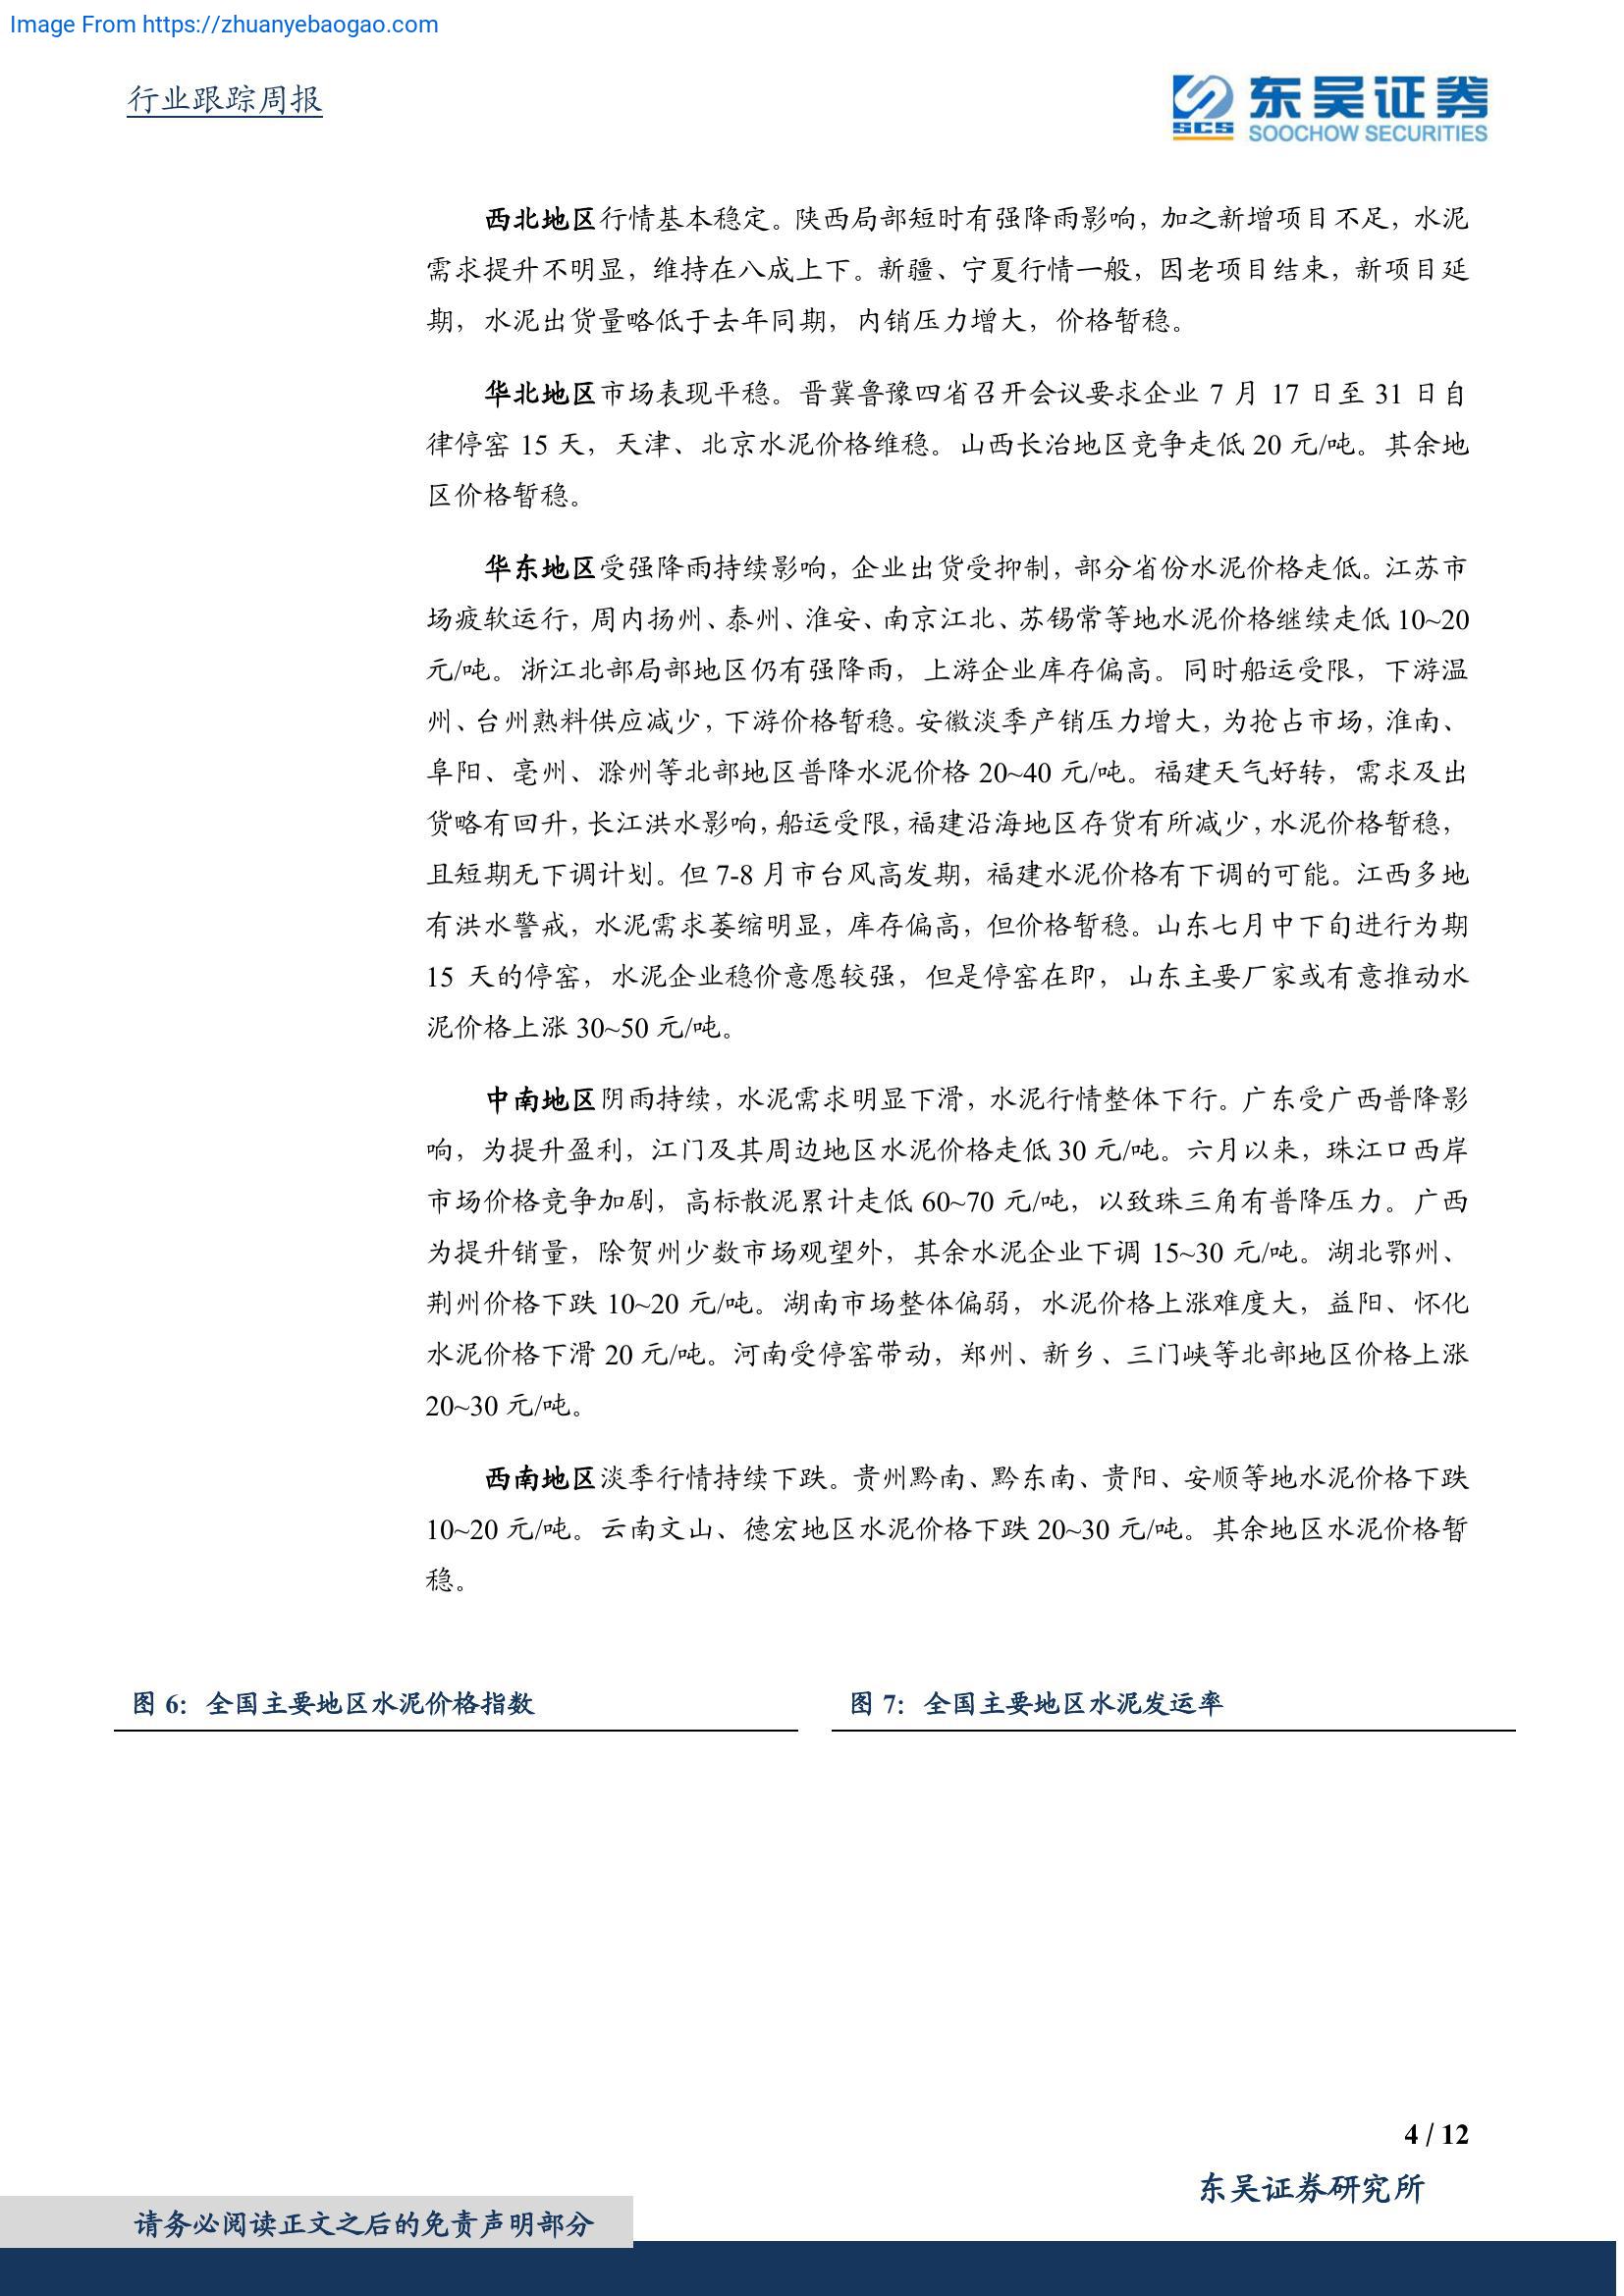 Image From https://zhuanyebaogao.com
行业跟踪周报
东吴证券
SCS
SOOCHOW SECURITIES
西北地区行情基本稳定。陕西局部短时有强降雨影响，加之新增项目不足，水泥
需求提升不明显，维持在八成上下。新疆、宁夏行情一般，因老项目结束，新项目延
期，水泥出货量略低于去年同期，内销压力增大，价格暂稳。
华北地区市场表现平稳。晋冀鲁豫四省召开会议要求企业 7 月 17 日至 31 日自
律停窑 15 天，天津、北京水泥价格维稳。山西长治地区竞争走低 20 元/吨。其余地
区价格暂稳。
华东地区受强降雨持续影响，企业出货受抑制，部分省份水泥价格走低。江苏市
场疲软运行，周内扬州、泰州、淮安、南京江北、苏锡常等地水泥价格继续走低 10~20
元/吨。浙江北部局部地区仍有强降雨，上游企业库存偏高。同时船运受限，下游温
州、台州熟料供应减少，下游价格暂稳。安徽淡季产销压力增大，为抢占市场，淮南、
阜阳、亳州、滁州等北部地区普降水泥价格 20~40 元/吨。福建天气好转，需求及出
货略有回升，长江洪水影响，船运受限，福建沿海地区存货有所减少，水泥价格暂稳，
且短期无下调计划。但 7-8 月市台风高发期，福建水泥价格有下调的可能。江西多地
有洪水警戒，水泥需求萎缩明显，库存偏高，但价格暂稳。山东七月中下旬进行为期
15 天的停窑，水泥企业稳价意愿较强，但是停窑在即，山东主要厂家或有意推动水
泥价格上涨 30~50 元/吨。
中南地区阴雨持续，水泥需求明显下滑，水泥行情整体下行。广东受广西普降影
响，为提升盈利，江门及其周边地区水泥价格走低 30 元/吨。六月以来，珠江口西岸
市场价格竞争加剧，高标散泥累计走低 60~70 元/吨，以致珠三角有普降压力。广西
为提升销量，除贺州少数市场观望外，其余水泥企业下调 15~30 元/吨。湖北鄂州、
荆州价格下跌 10~20 元/吨。湖南市场整体偏弱，水泥价格上涨难度大，益阳、怀化
水泥价格下滑 20 元/吨。河南受停窑带动，郑州、新乡、三门峡等北部地区价格上涨
20~30 元/吨。
西南地区淡季行情持续下跌。贵州黔南、黔东南、贵阳、安顺等地水泥价格下跌
10~20 元/吨。云南文山、德宏地区水泥价格下跌 20~30 元/吨。其余地区水泥价格暂
稳。
图 6：全国主要地区水泥价格指数
图 7：全国主要地区水泥发运率
4 / 12
东吴证券研究所
请务必阅读正文之后的免责声明部分